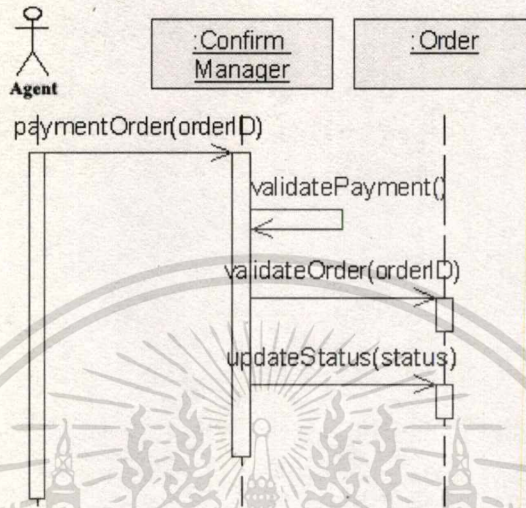 :Confirm
Manager
:Order
Agent
paymentOrder(orderID)
validatePayment()
validateOrder(orderID)
updateStatus(status)